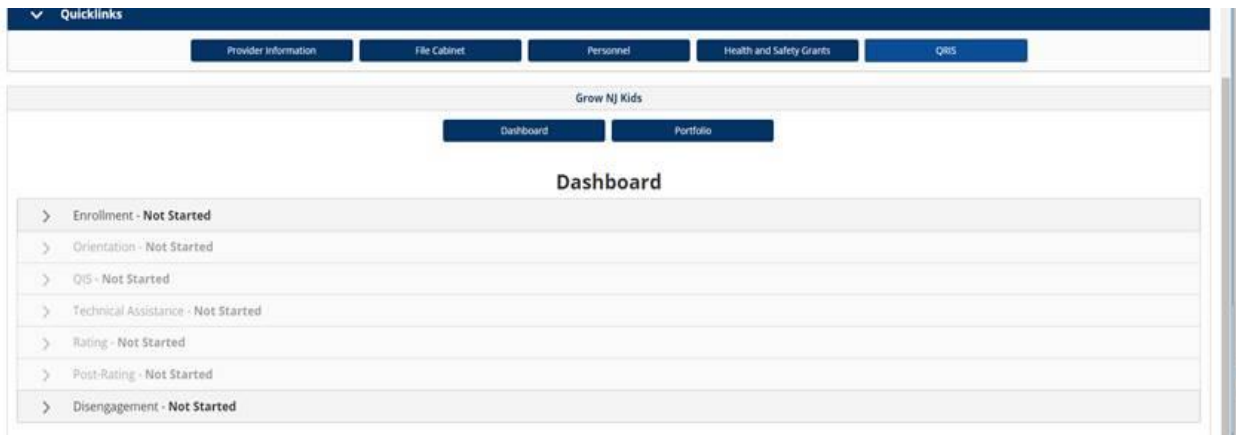 Quicklinks
Provider Information File Cabinet Personnel Health and Safety Grants QRIS
Grow NJ Kids
Dashboard Portfolio
Dashboard
Enrollment - Not Started
Orientation - Not Started
QIS - Not Started
Technical Assistance - Not Started
Rating - Not Started
Post-Rating - Not Started
Disengagement - Not Started